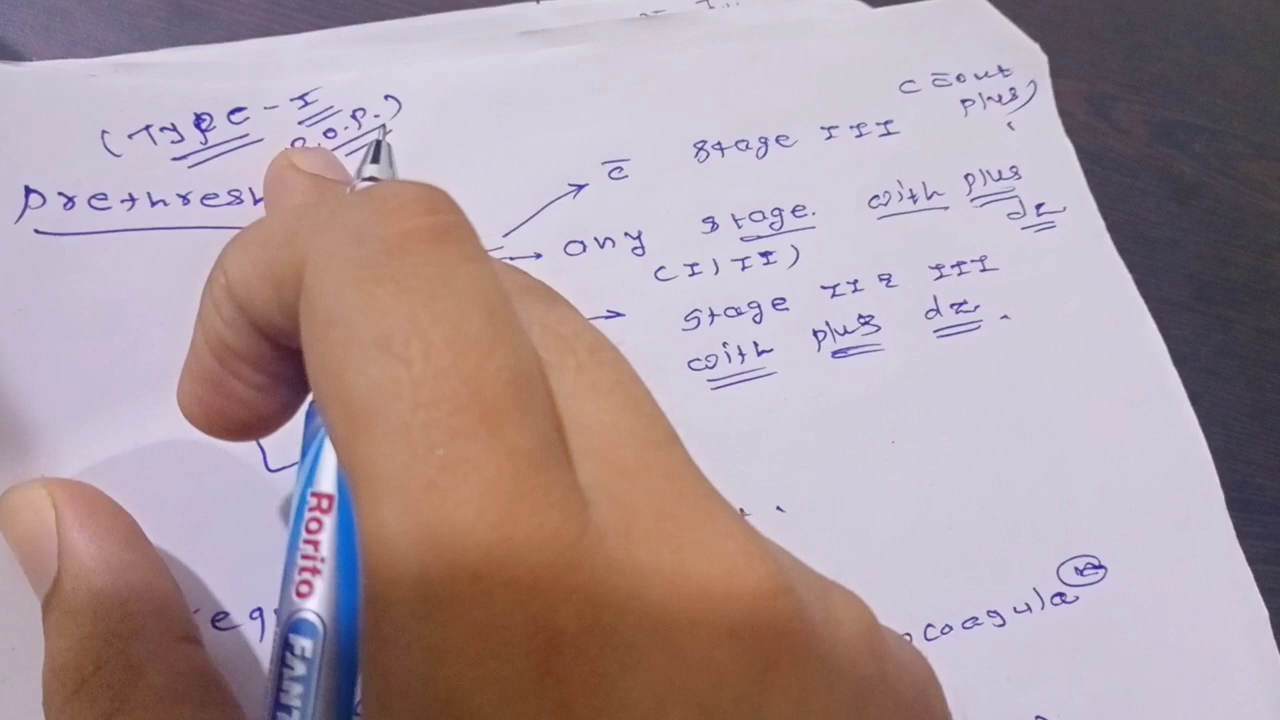 (Type-I
R.O.P.)
Prethresh
c̄ stage III (c̄out plus)
any stage. with plus dz
(I, II)
stage II & III
with plus dz.
Rorito
FANT
coagula